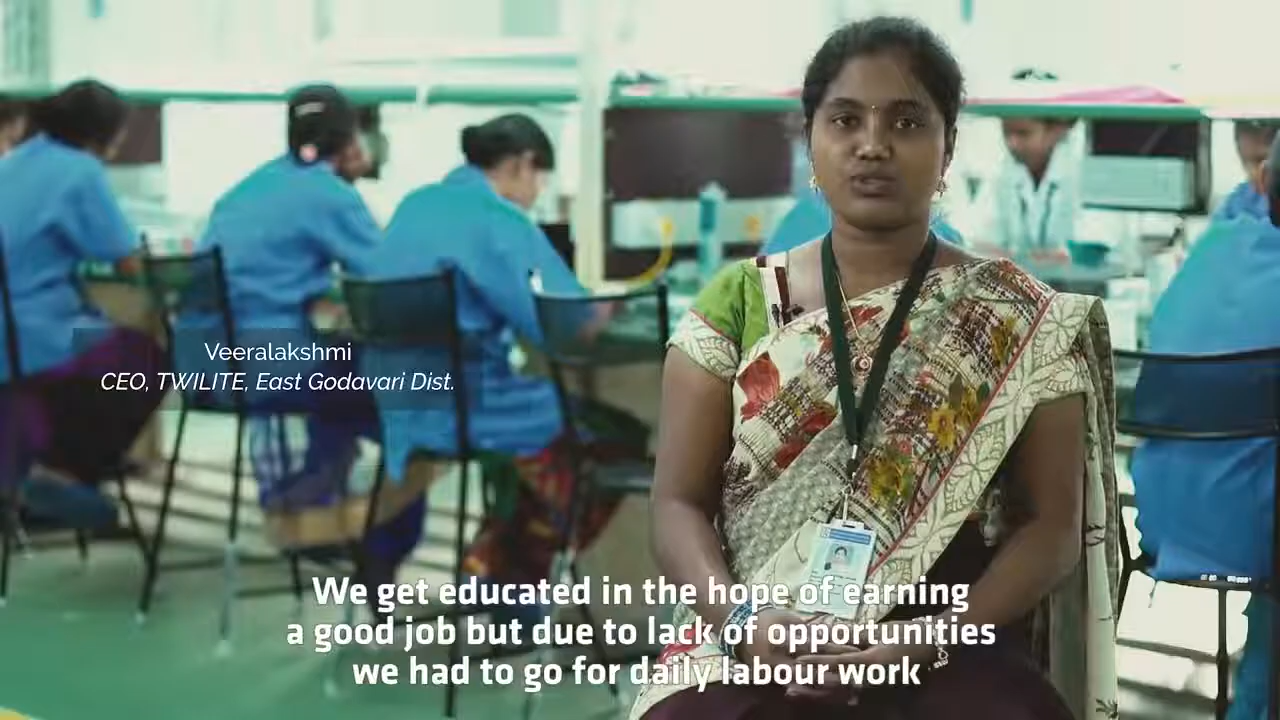 Veeralakshmi
CEO, TWILITE, East Godavari Dist.
We get educated in the hope of earning
a good job but due to lack of opportunities
we had to go for daily labour work